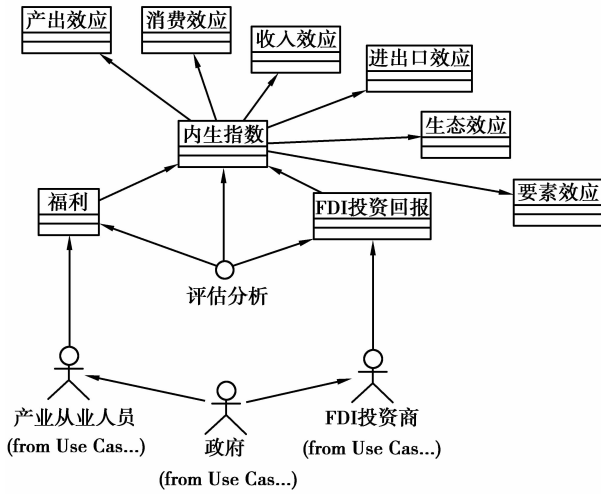 产出效应
消费效应
收入效应
进出口效应
内生指数
生态效应
要素效应
福利
FDI投资回报
评估分析
产业从业人员
(from Use Cas...)
政府
(from Use Cas...)
FDI投资商
(from Use Cas...)